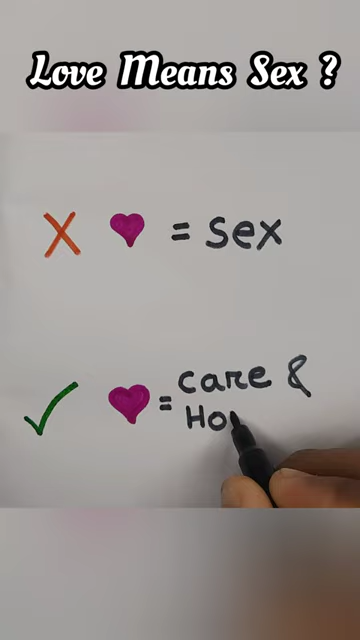 Love Means Sex ?
X ♥ = Sex
✓ ♥ = care &
Ho